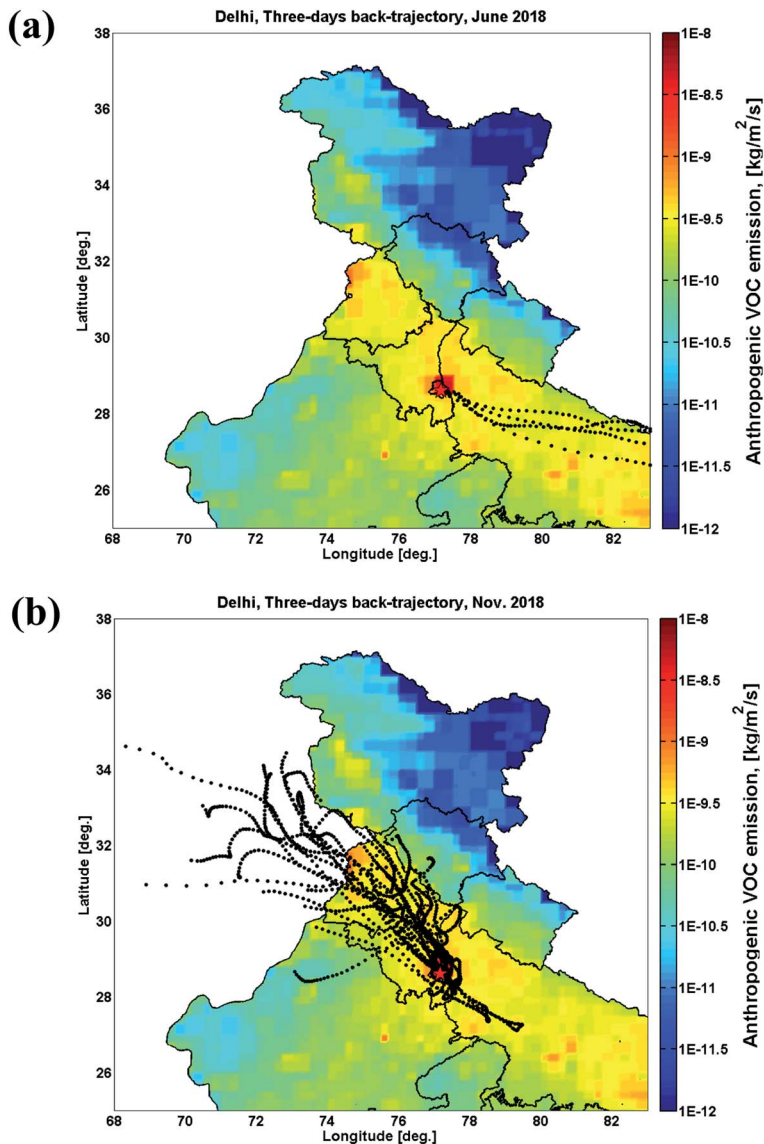 (a)
Delhi, Three-days back-trajectory, June 2018
38
36
34
32
30
28
26
Latitude [deg.]
68 70 72 74 76 78 80 82
Longitude [deg.]
1E-8
1E-8.5
1E-9
1E-9.5
1E-10
1E-10.5
1E-11
1E-11.5
1E-12
Anthropogenic VOC emission, [kg/m²/s]
(b)
Delhi, Three-days back-trajectory, Nov. 2018
38
36
34
32
30
28
26
Latitude [deg.]
68 70 72 74 76 78 80 82
Longitude [deg.]
1E-8
1E-8.5
1E-9
1E-9.5
1E-10
1E-10.5
1E-11
1E-11.5
1E-12
Anthropogenic VOC emission, [kg/m²/s]